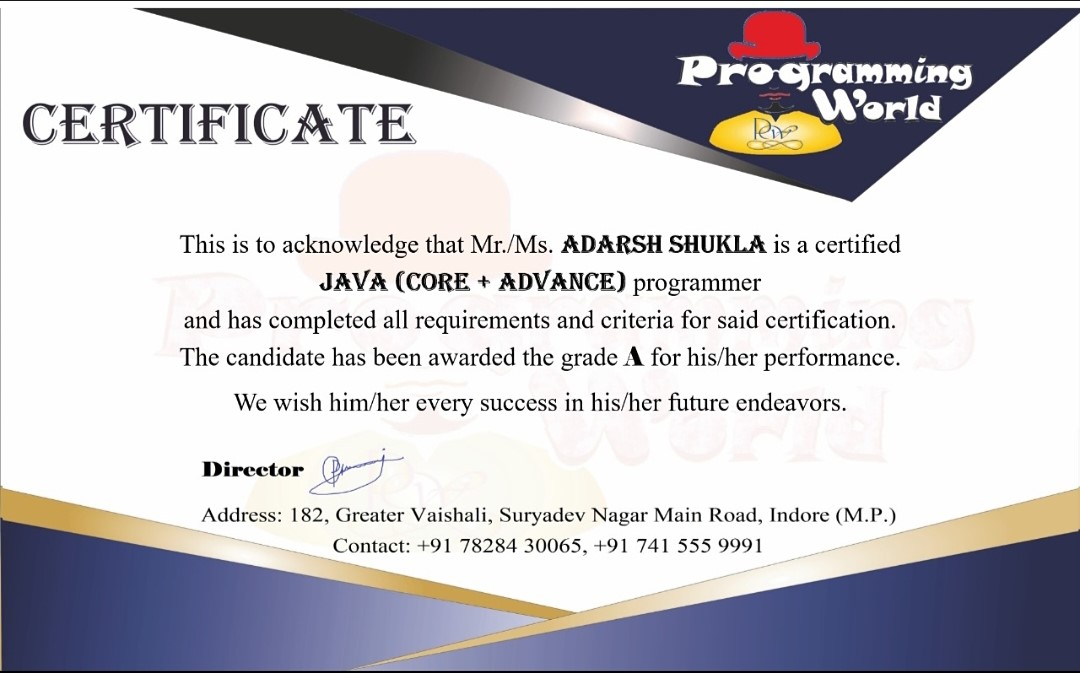 Programming
World
PW
CERTIFICATE
This is to acknowledge that Mr./Ms. ADARSH SHUKLA is a certified
JAVA (CORE + ADVANCE) programmer
and has completed all requirements and criteria for said certification.
The candidate has been awarded the grade A for his/her performance.
We wish him/her every success in his/her future endeavors.
Director
Address: 182, Greater Vaishali, Suryadev Nagar Main Road, Indore (M.P.)
Contact: +91 78284 30065, +91 741 555 9991
Programming
World
PW